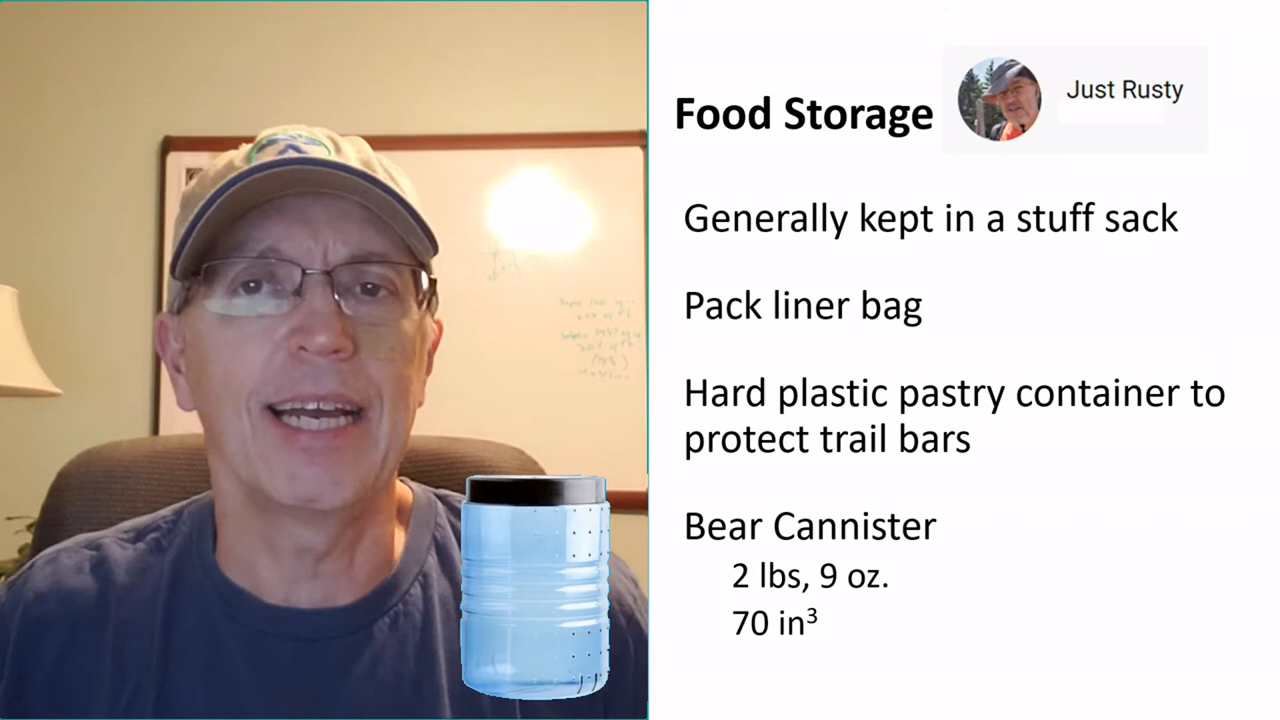 Food Storage
Just Rusty
Generally kept in a stuff sack
Pack liner bag
Hard plastic pastry container to
protect trail bars
Bear Cannister
2 lbs, 9 oz.
70 in³